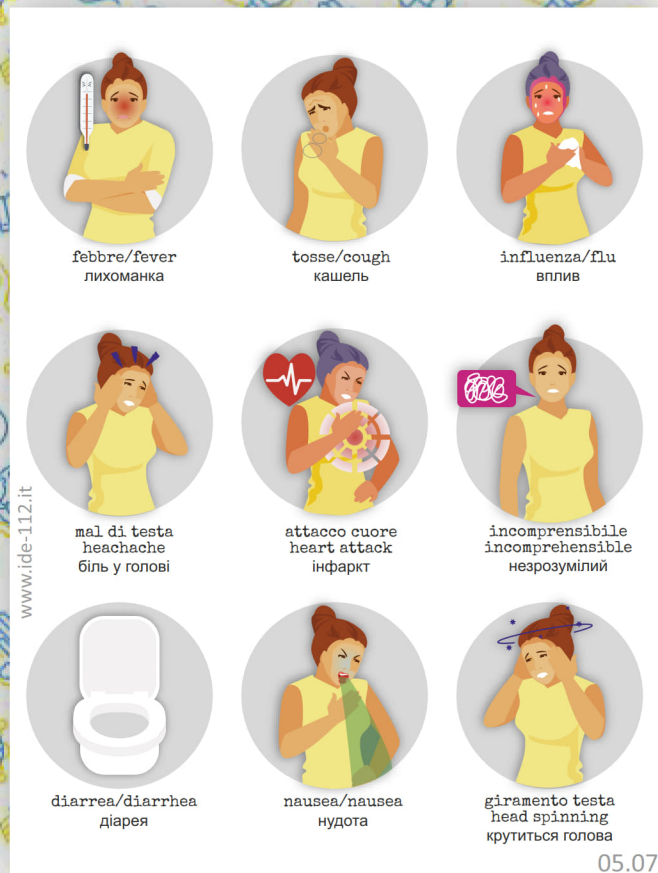 febbre/fever
лихоманка
tosse/cough
кашель
influenza/flu
вплив
mal di testa
heachache
біль у голові
attacco cuore
heart attack
інфаркт
incomprensibile
incomprehensible
незрозумілий
www.ide-112.it
diarrea/diarrhea
діарея
nausea/nausea
нудота
giramento testa
head spinning
крутиться голова
05.07